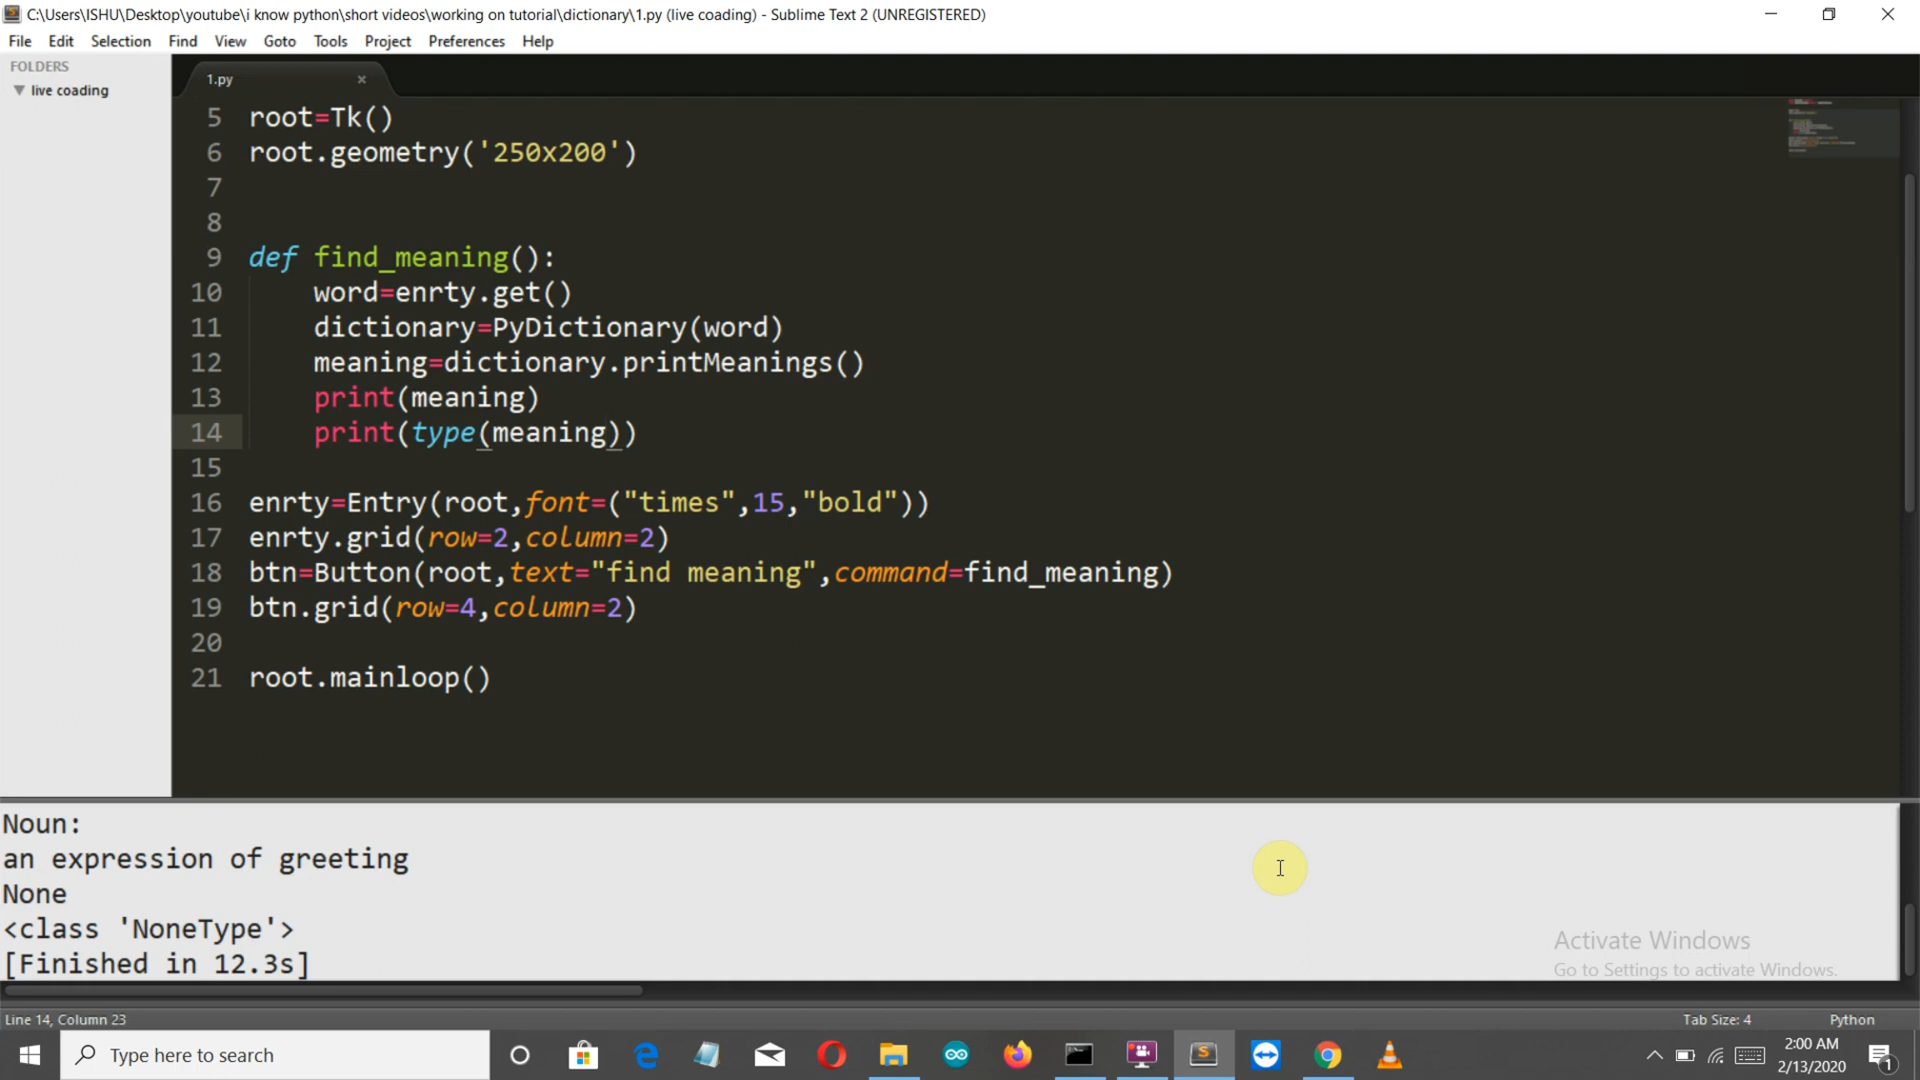 C:\Users\ISHU\Desktop\youtube\i know python\short videos\working on tutorial\dictionary\1.py (live coading) - Sublime Text 2 (UNREGISTERED)
File Edit Selection Find View Goto Tools Project Preferences Help
FOLDERS
live coading
1.py
5 root=Tk()
6 root.geometry('250x200')
7
8
9 def find_meaning():
10 word=enrty.get()
11 dictionary=PyDictionary(word)
12 meaning=dictionary.printMeanings()
13 print(meaning)
14 print(type(meaning))
15
16 enrty=Entry(root,font=("times",15,"bold"))
17 enrty.grid(row=2,column=2)
18 btn=Button(root,text="find meaning",command=find_meaning)
19 btn.grid(row=4,column=2)
20
21 root.mainloop()
Noun:
an expression of greeting
None
<class 'NoneType'>
[Finished in 12.3s]
Activate Windows
Go to Settings to activate Windows.
Line 14, Column 23
Tab Size: 4
Python
Type here to search
2:00 AM
2/13/2020
1